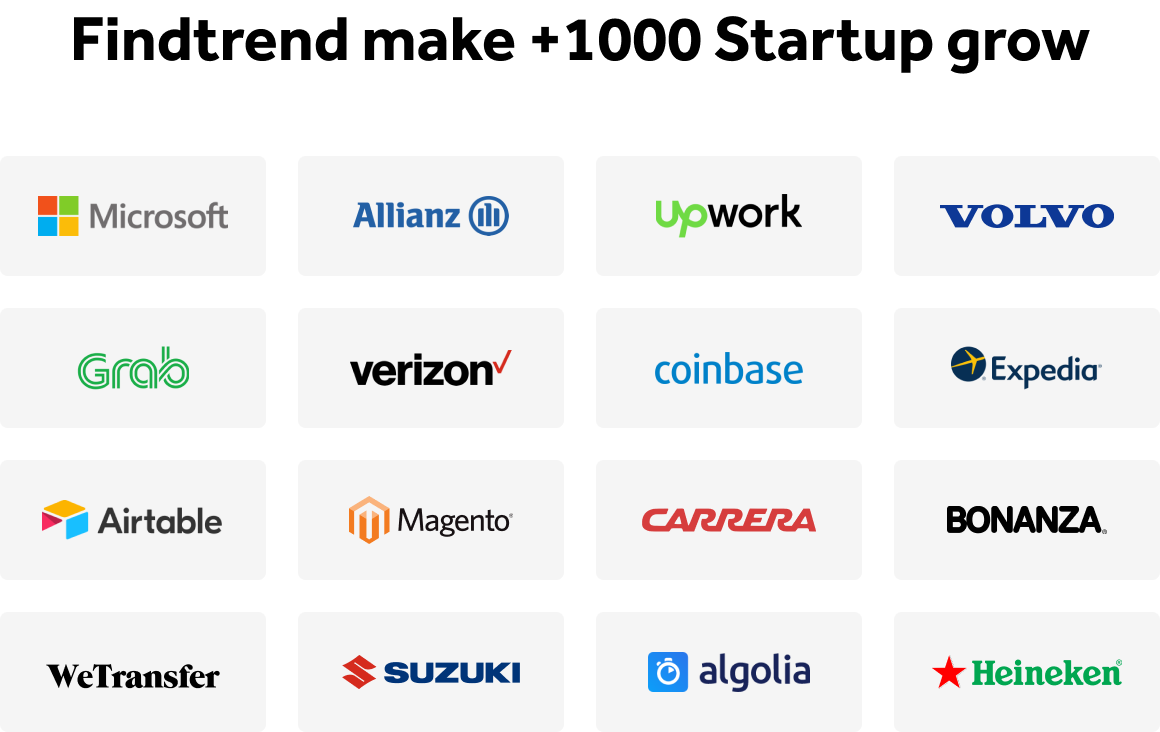 Findtrend make +1000 Startup grow
Microsoft
Allianz
upwork
VOLVO
Grab
verizon
coinbase
Expedia®
Airtable
Magento®
CARRERA
BONANZA®
WeTransfer
SUZUKI
algolia
Heineken®